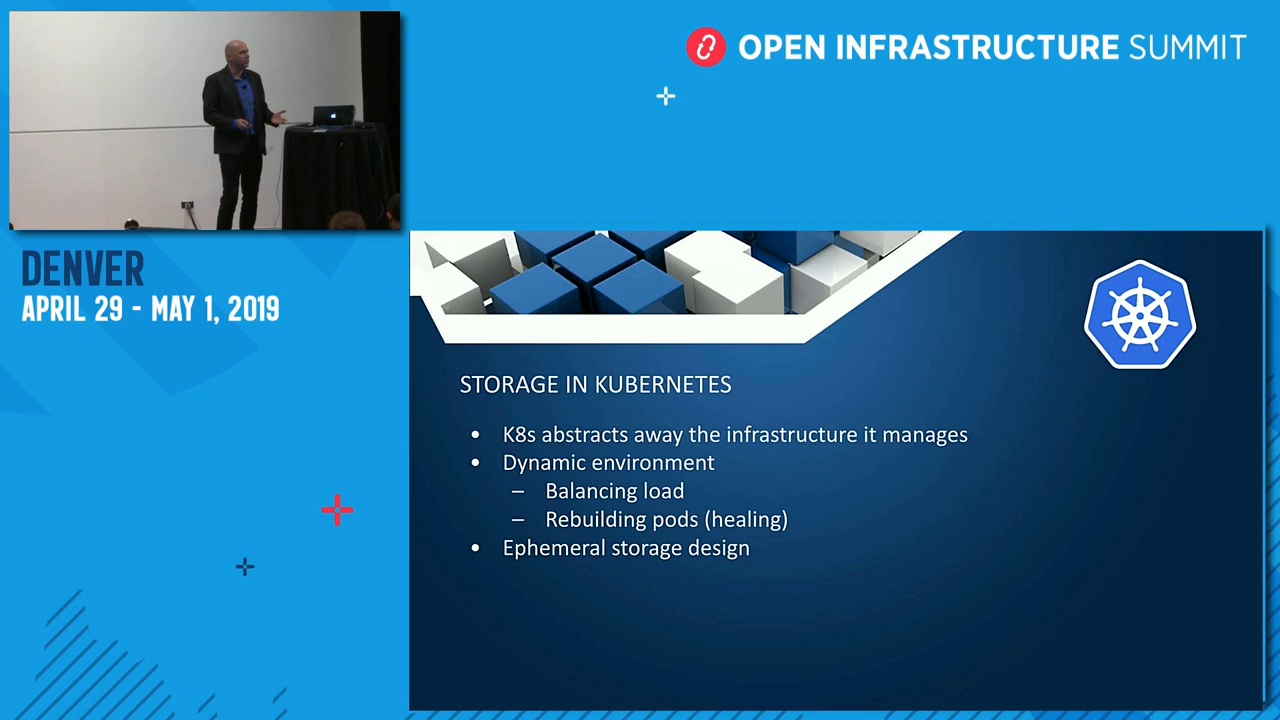 OPEN INFRASTRUCTURE SUMMIT
DENVER
APRIL 29 - MAY 1, 2019
STORAGE IN KUBERNETES
• K8s abstracts away the infrastructure it manages
• Dynamic environment
– Balancing load
– Rebuilding pods (healing)
• Ephemeral storage design